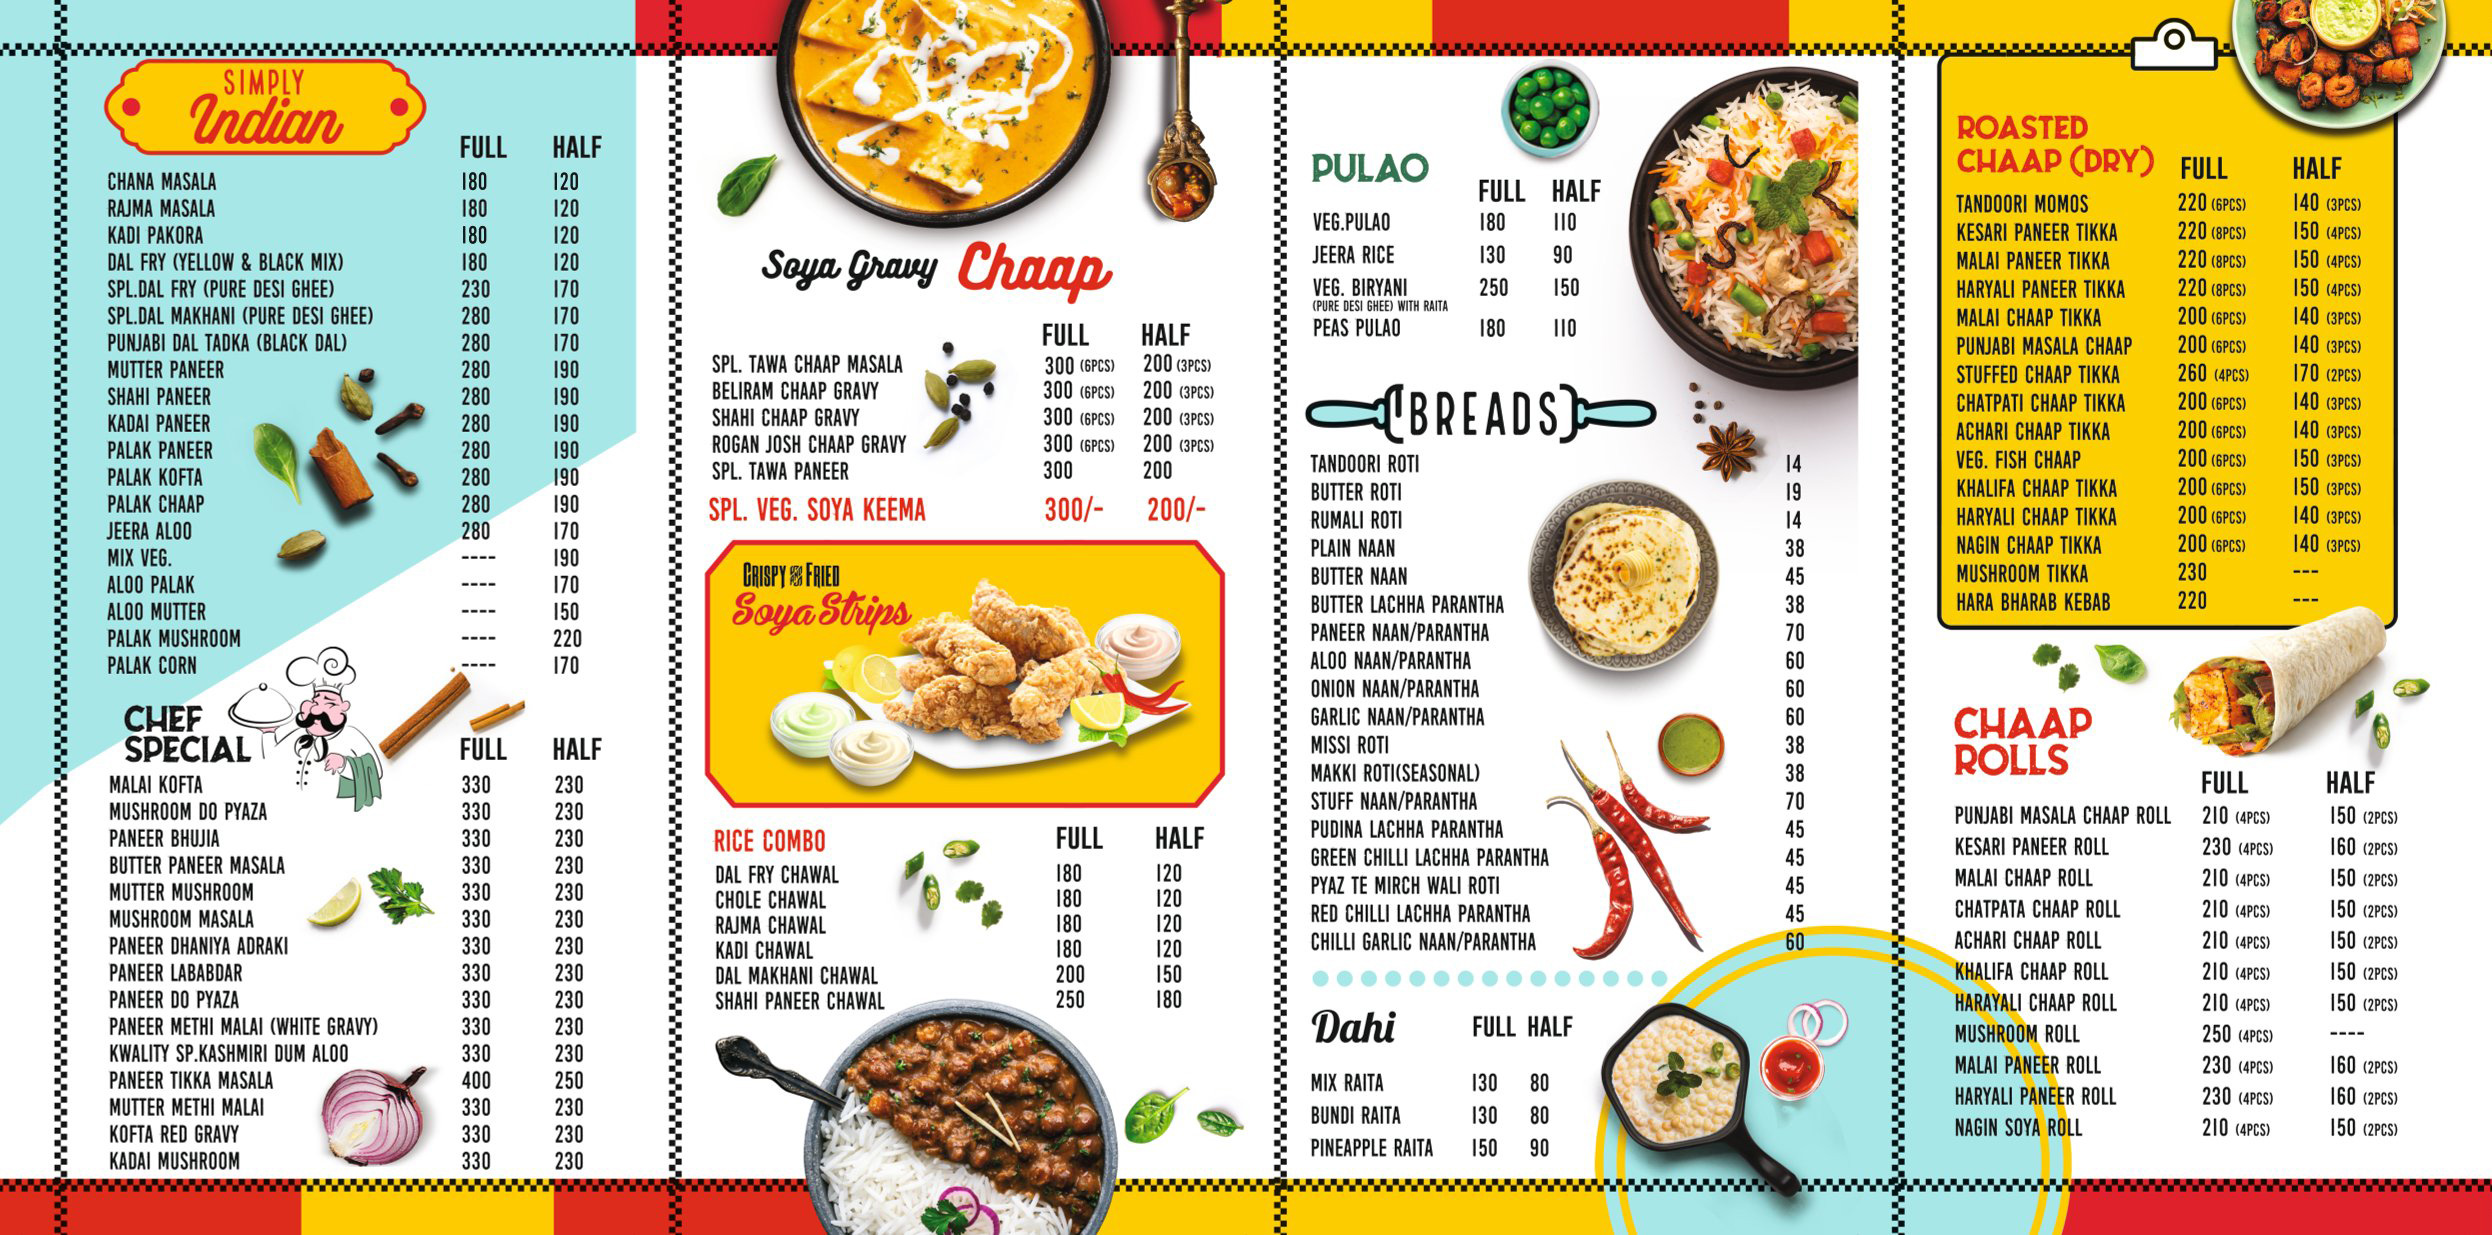 SIMPLY
Indian
FULL HALF
CHANA MASALA 180 120
RAJMA MASALA 180 120
KADI PAKORA 180 120
DAL FRY (YELLOW & BLACK MIX) 180 120
SPL.DAL FRY (PURE DESI GHEE) 230 170
SPL.DAL MAKHANI (PURE DESI GHEE) 280 170
PUNJABI DAL TADKA (BLACK DAL) 280 170
MUTTER PANEER 280 190
SHAHI PANEER 280 190
KADAI PANEER 280 190
PALAK PANEER 280 190
PALAK KOFTA 280 190
PALAK CHAAP 280 190
JEERA ALOO 280 170
MIX VEG. ---- 190
ALOO PALAK ---- 170
ALOO MUTTER ---- 150
PALAK MUSHROOM ---- 220
PALAK CORN ---- 170
CHEF
SPECIAL FULL HALF
MALAI KOFTA 330 230
MUSHROOM DO PYAZA 330 230
PANEER BHUJIA 330 230
BUTTER PANEER MASALA 330 230
MUTTER MUSHROOM 330 230
MUSHROOM MASALA 330 230
PANEER DHANIYA ADRAKI 330 230
PANEER LABABDAR 330 230
PANEER DO PYAZA 330 230
PANEER METHI MALAI (WHITE GRAVY) 330 230
KWALITY SP.KASHMIRI DUM ALOO 330 230
PANEER TIKKA MASALA 400 250
MUTTER METHI MALAI 330 230
KOFTA RED GRAVY 330 230
KADAI MUSHROOM 330 230
Soya Gravy Chaap
FULL HALF
SPL. TAWA CHAAP MASALA 300 (6PCS) 200 (3PCS)
BELIRAM CHAAP GRAVY 300 (6PCS) 200 (3PCS)
SHAHI CHAAP GRAVY 300 (6PCS) 200 (3PCS)
ROGAN JOSH CHAAP GRAVY 300 (6PCS) 200 (3PCS)
SPL. TAWA PANEER 300 200
SPL. VEG. SOYA KEEMA 300/- 200/-
CRISPY & FRIED
Soya Strips
RICE COMBO FULL HALF
DAL FRY CHAWAL 180 120
CHOLE CHAWAL 180 120
RAJMA CHAWAL 180 120
KADI CHAWAL 180 120
DAL MAKHANI CHAWAL 200 150
SHAHI PANEER CHAWAL 250 180
PULAO
FULL HALF
VEG.PULAO 180 110
JEERA RICE 130 90
VEG. BIRYANI 250 150
(PURE DESI GHEE) WITH RAITA
PEAS PULAO 180 110
BREADS
TANDOORI ROTI 14
BUTTER ROTI 19
RUMALI ROTI 14
PLAIN NAAN 38
BUTTER NAAN 45
BUTTER LACHHA PARANTHA 38
PANEER NAAN/PARANTHA 70
ALOO NAAN/PARANTHA 60
ONION NAAN/PARANTHA 60
GARLIC NAAN/PARANTHA 60
MISSI ROTI 38
MAKKI ROTI(SEASONAL) 38
STUFF NAAN/PARANTHA 70
PUDINA LACHHA PARANTHA 45
GREEN CHILLI LACHHA PARANTHA 45
PYAZ TE MIRCH WALI ROTI 45
RED CHILLI LACHHA PARANTHA 45
CHILLI GARLIC NAAN/PARANTHA 60
Dahi FULL HALF
MIX RAITA 130 80
BUNDI RAITA 130 80
PINEAPPLE RAITA 150 90
ROASTED
CHAAP (DRY) FULL HALF
TANDOORI MOMOS 220 (6PCS) 140 (3PCS)
KESARI PANEER TIKKA 220 (8PCS) 150 (4PCS)
MALAI PANEER TIKKA 220 (8PCS) 150 (4PCS)
HARYALI PANEER TIKKA 220 (8PCS) 150 (4PCS)
MALAI CHAAP TIKKA 200 (6PCS) 140 (3PCS)
PUNJABI MASALA CHAAP 200 (6PCS) 140 (3PCS)
STUFFED CHAAP TIKKA 260 (4PCS) 170 (2PCS)
CHATPATI CHAAP TIKKA 200 (6PCS) 140 (3PCS)
ACHARI CHAAP TIKKA 200 (6PCS) 140 (3PCS)
VEG. FISH CHAAP 200 (6PCS) 150 (3PCS)
KHALIFA CHAAP TIKKA 200 (6PCS) 150 (3PCS)
HARYALI CHAAP TIKKA 200 (6PCS) 140 (3PCS)
NAGIN CHAAP TIKKA 200 (6PCS) 140 (3PCS)
MUSHROOM TIKKA 230 ---
HARA BHARAB KEBAB 220 ---
CHAAP
ROLLS
FULL HALF
PUNJABI MASALA CHAAP ROLL 210 (4PCS) 150 (2PCS)
KESARI PANEER ROLL 230 (4PCS) 160 (2PCS)
MALAI CHAAP ROLL 210 (4PCS) 150 (2PCS)
CHATPATA CHAAP ROLL 210 (4PCS) 150 (2PCS)
ACHARI CHAAP ROLL 210 (4PCS) 150 (2PCS)
KHALIFA CHAAP ROLL 210 (4PCS) 150 (2PCS)
HARAYALI CHAAP ROLL 210 (4PCS) 150 (2PCS)
MUSHROOM ROLL 250 (4PCS) ----
MALAI PANEER ROLL 230 (4PCS) 160 (2PCS)
HARYALI PANEER ROLL 230 (4PCS) 160 (2PCS)
NAGIN SOYA ROLL 210 (4PCS) 150 (2PCS)